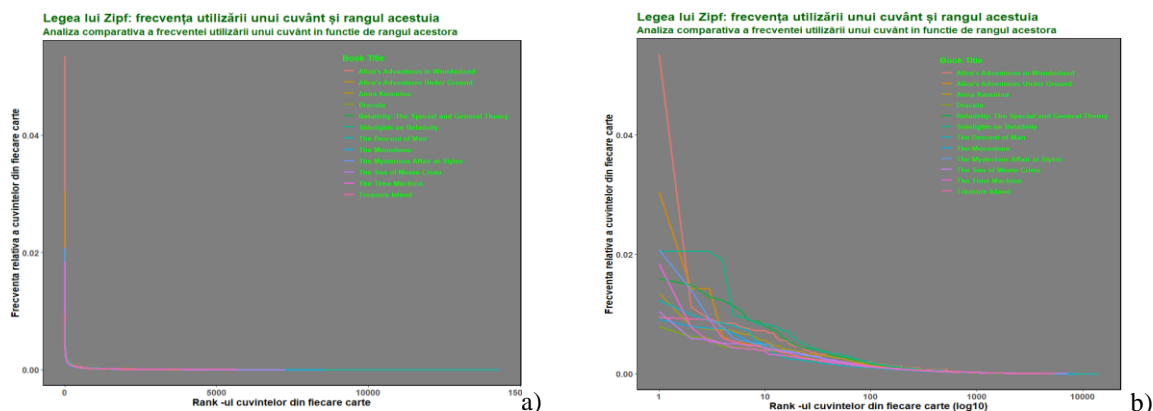 Legea lui Zipf: frecvența utilizării unui cuvânt și rangul acestuia
Analiza comparativa a frecventei utilizării unui cuvânt in functie de rangul acestora
Book Title
Alice's Adventures in Wonderland
Alice's Adventures Under Ground
Anna Karenina
Dracula
Relativity: The Special and General Theory
Sidelights on Relativity
The Descent of Man
The Moonstone
The Mysterious Affair at Styles
The Son of Monte Cristo
The Time Machine
Treasure Island
0.04
0.02
0.00
0
5000
10000
150
Frecventa relativa a cuvintelor din fiecare carte
Rank -ul cuvintelor din fiecare carte
a)
Legea lui Zipf: frecvența utilizării unui cuvânt și rangul acestuia
Analiza comparativa a frecventei utilizării unui cuvânt in functie de rangul acestora
Book Title
Alice's Adventures in Wonderland
Alice's Adventures Under Ground
Anna Karenina
Dracula
Relativity: The Special and General Theory
Sidelights on Relativity
The Descent of Man
The Moonstone
The Mysterious Affair at Styles
The Son of Monte Cristo
The Time Machine
Treasure Island
0.04
0.02
0.00
1
10
100
1000
10000
Frecventa relativa a cuvintelor din fiecare carte
Rank -ul cuvintelor din fiecare carte (log10)
b)